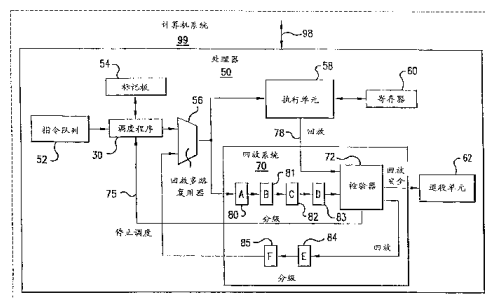 计算机系统
99
98
处理器
50
54
标记板
56
58
执行单元
60
寄存器
指令队列
52
调度程序
30
78
回放
回放多路
复用器
75
回放系统
70
72
检验器
回放
安全
62
退收单元
81
A
B
C
D
80
82
83
分级
停止调度
85
84
F
E
回放
分级